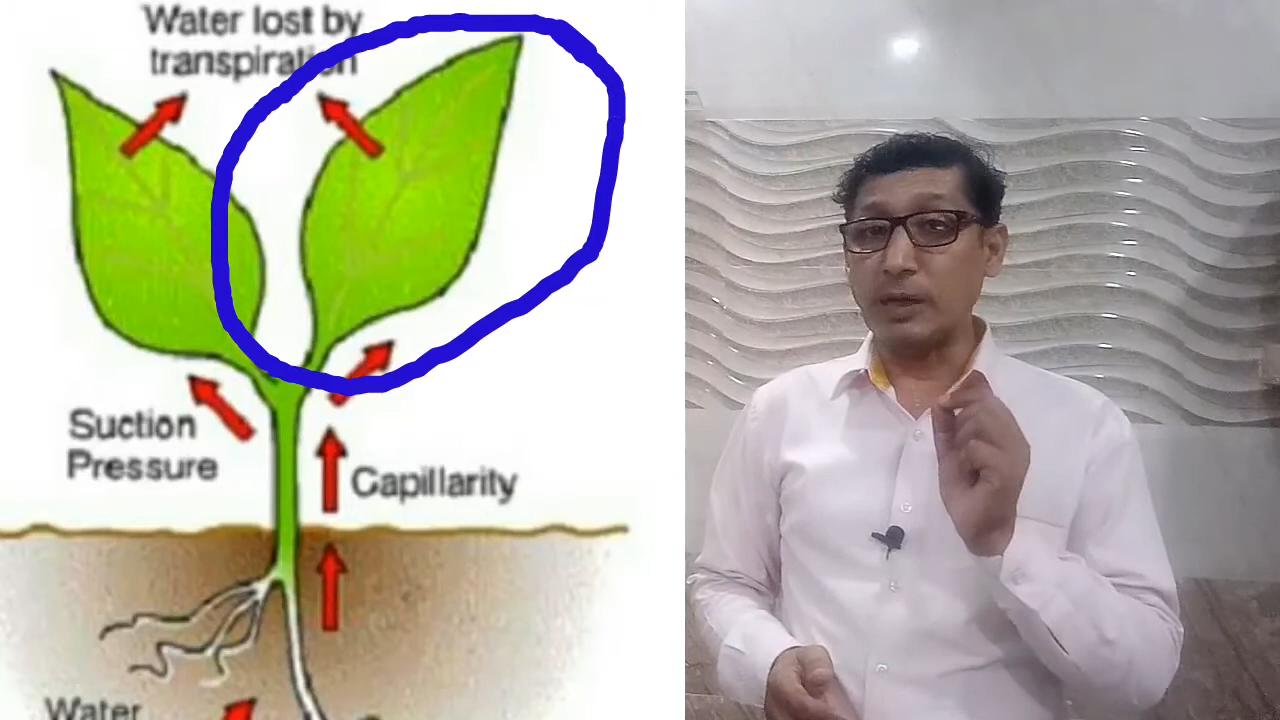 Water lost by
transpiration
Suction
Pressure
Capillarity
Water